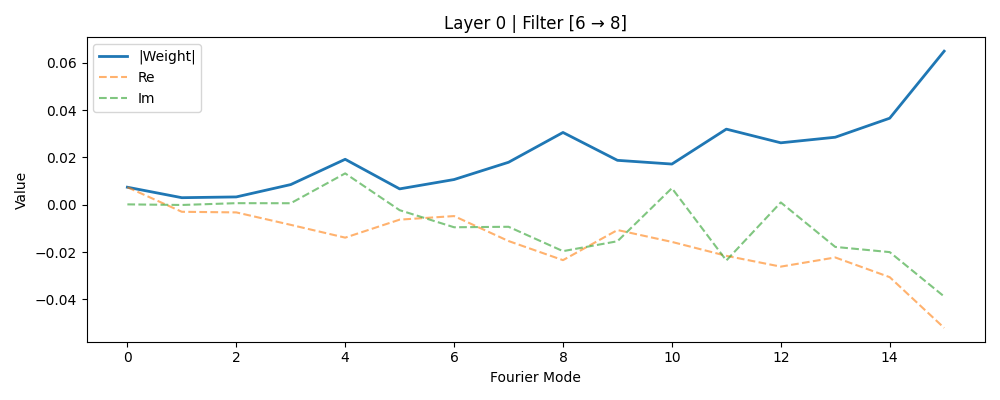 Layer 0 | Filter [6 → 8]
|Weight|
Re
Im
Value
0.06
0.04
0.02
0.00
−0.02
−0.04
0 2 4 6 8 10 12 14
Fourier Mode